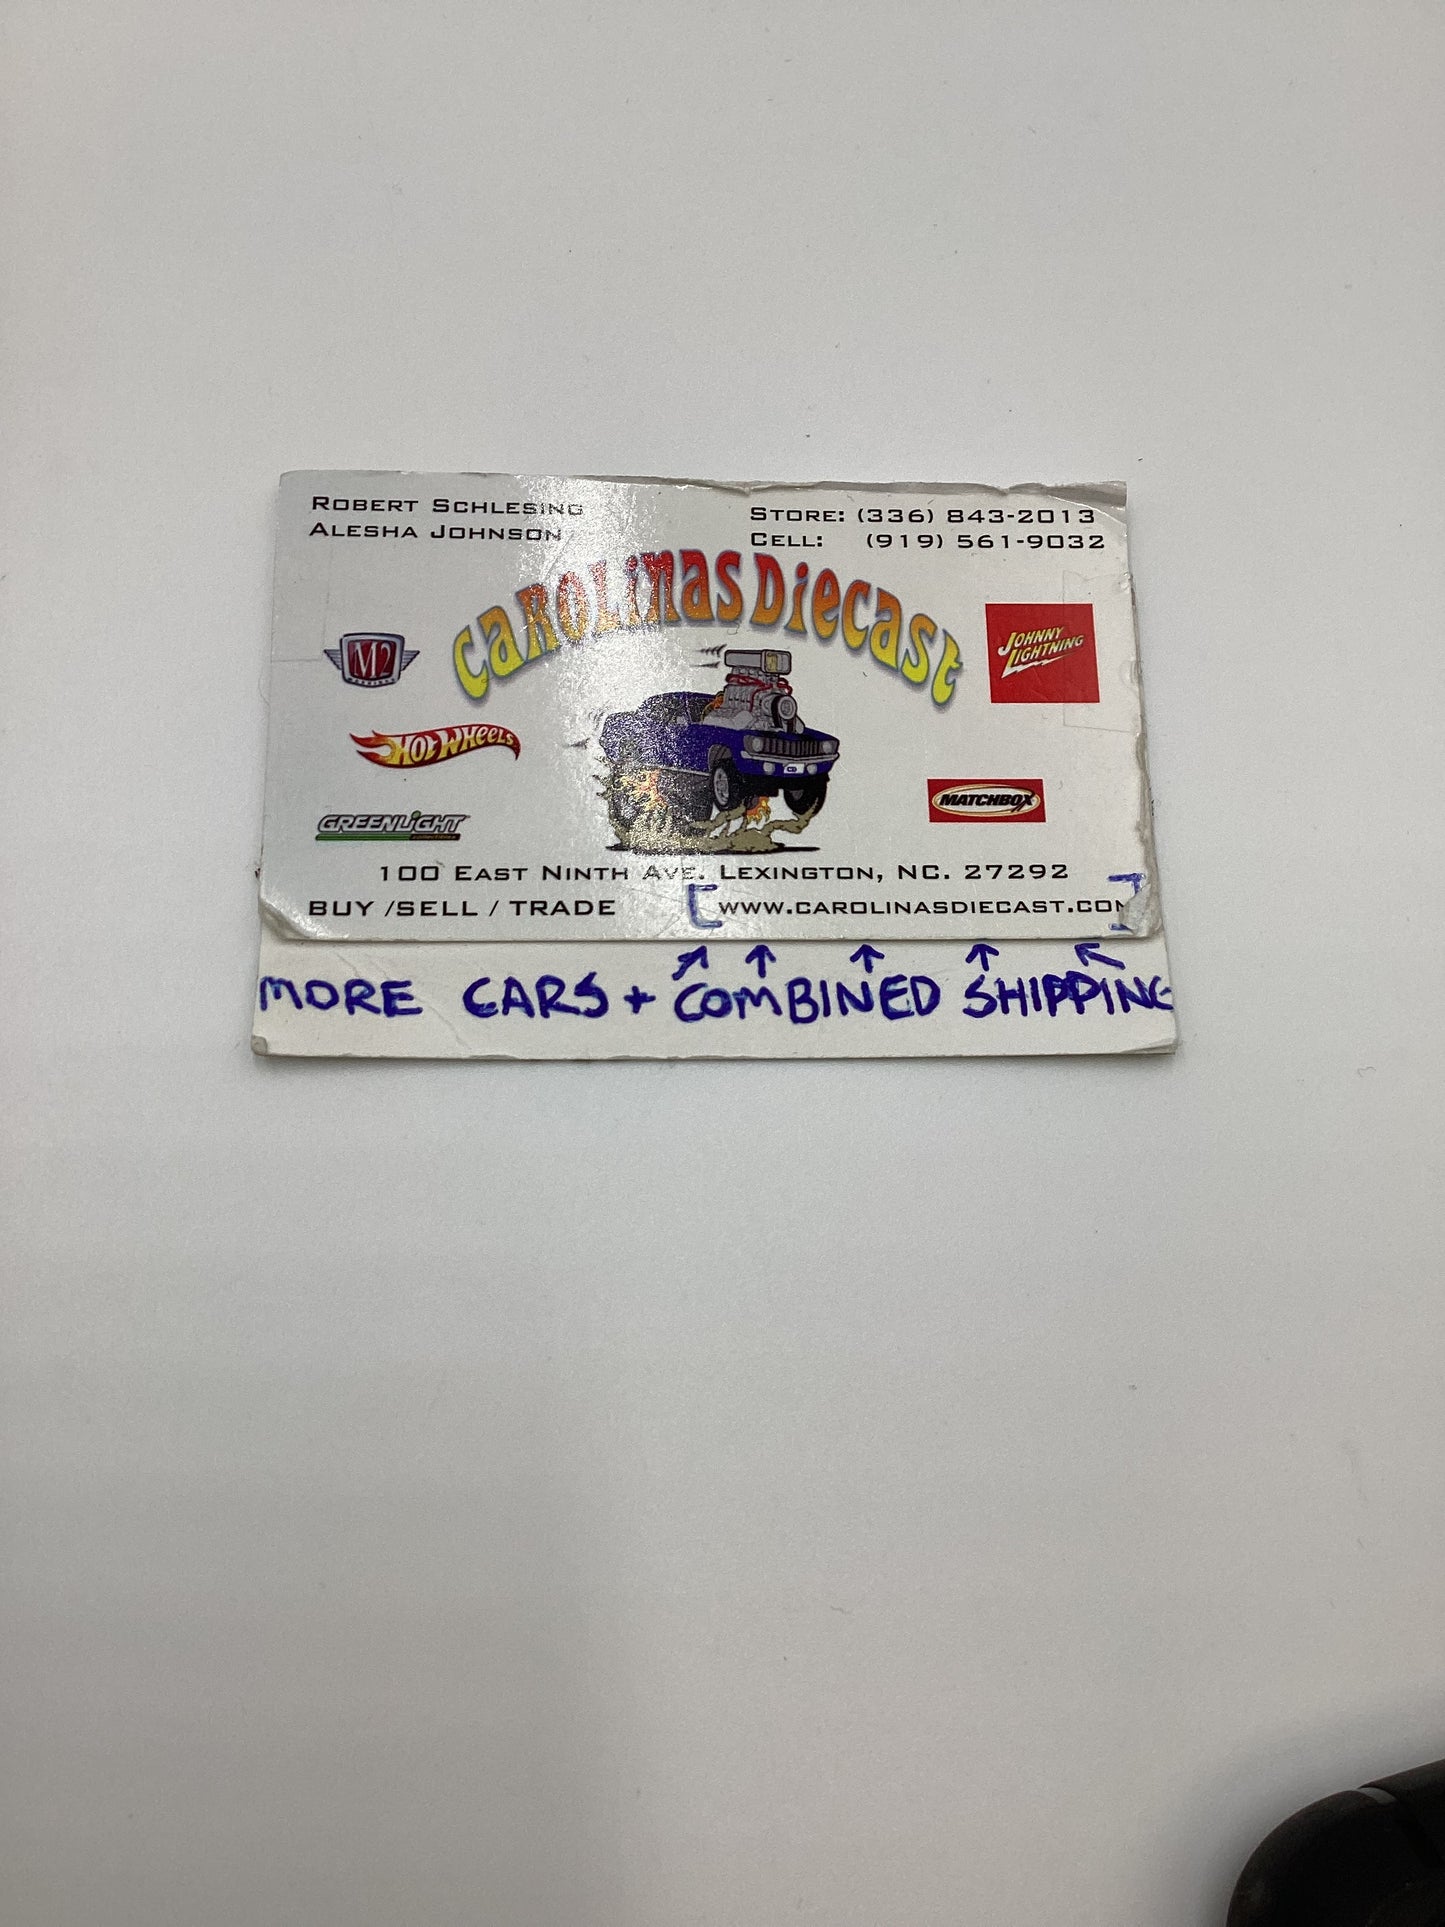 ROBERT SCHLESING
ALESHA JOHNSON
STORE: (336) 843-2013
CELL: (919) 561-9032
CAROLINAS DIECAST
M2
MACHINES
JOHNNY
LIGHTNING
HOT WHEELS
MATCHBOX
GREENLIGHT
100 EAST NINTH AVE. LEXINGTON, NC. 27292
BUY /SELL / TRADE
[WWW.CAROLINASDIECAST.COM]
MORE CARS + COMBINED SHIPPING